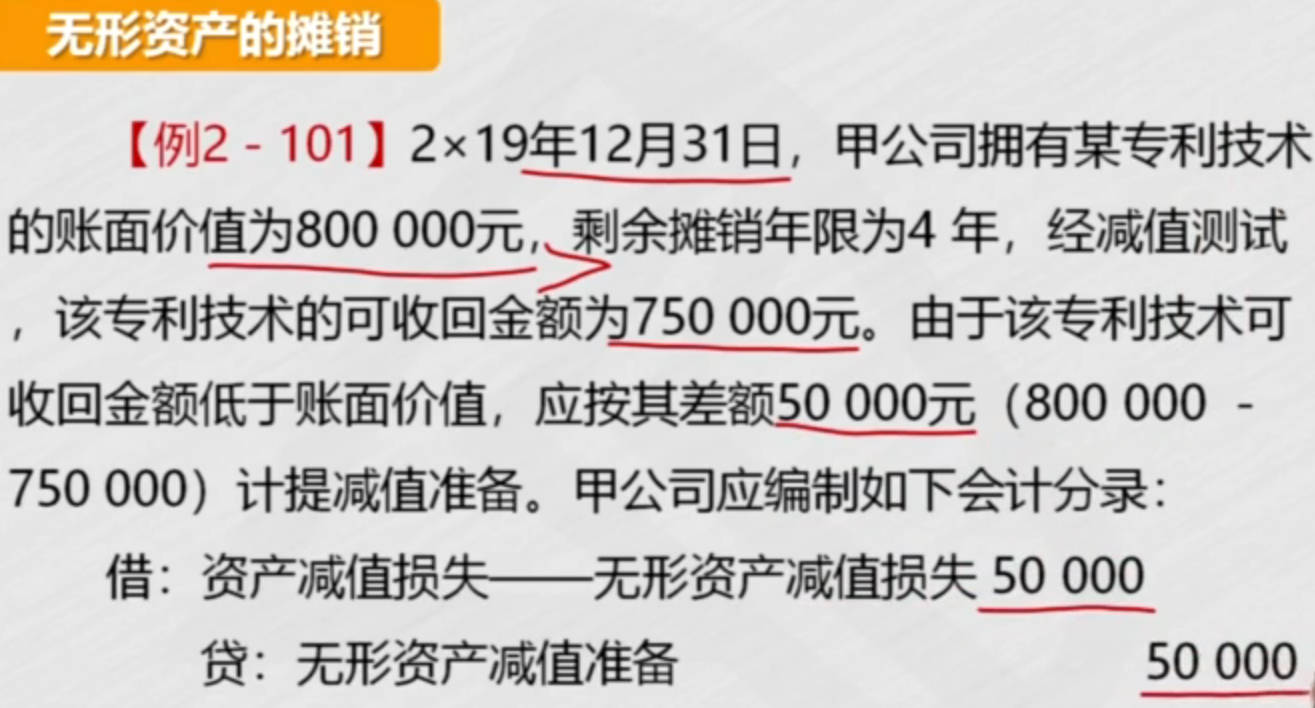 无形资产的摊销
【例2-101】2×19年12月31日，甲公司拥有某专利技术
的账面价值为800 000元，剩余摊销年限为4 年，经减值测试
，该专利技术的可收回金额为750 000元。由于该专利技术可
收回金额低于账面价值，应按其差额50 000元（800 000 -
750 000）计提减值准备。甲公司应编制如下会计分录：
借：资产减值损失——无形资产减值损失 50 000
贷：无形资产减值准备 50 000